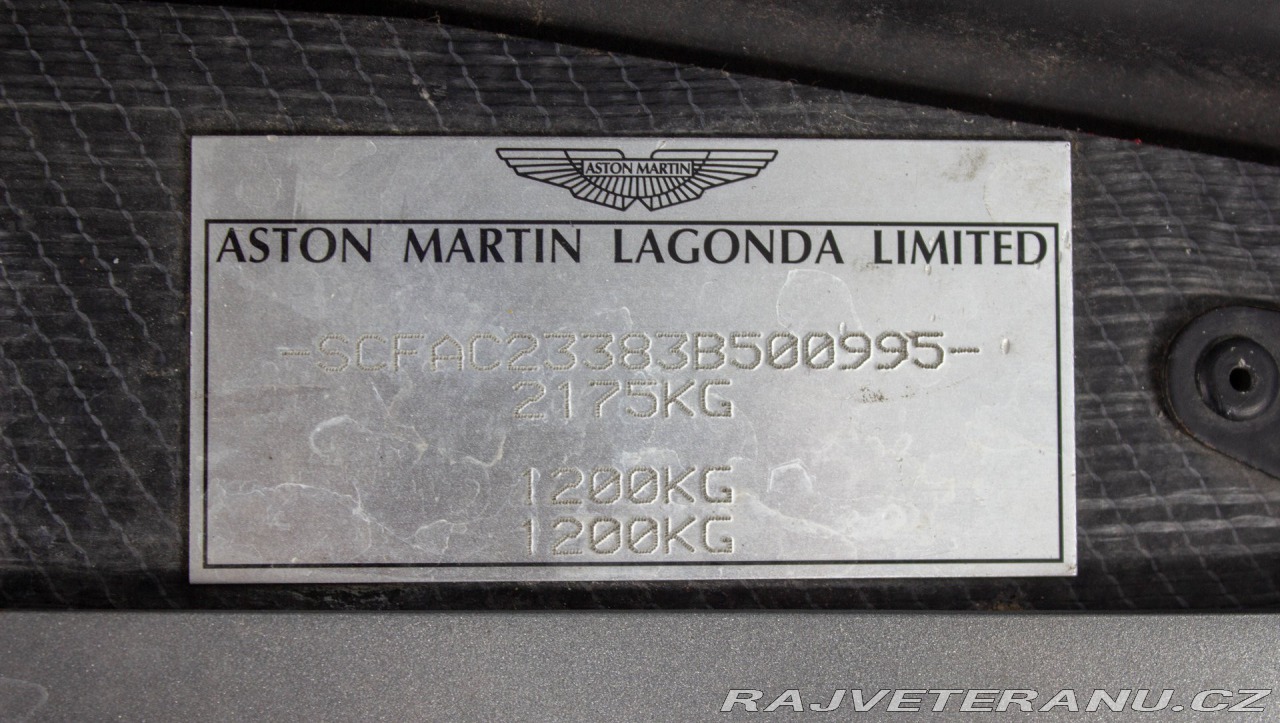 ASTON MARTIN
ASTON MARTIN LAGONDA LIMITED
-SCFAC23383B500995-
2175KG
1200KG
1200KG
RAJVETERANU.CZ